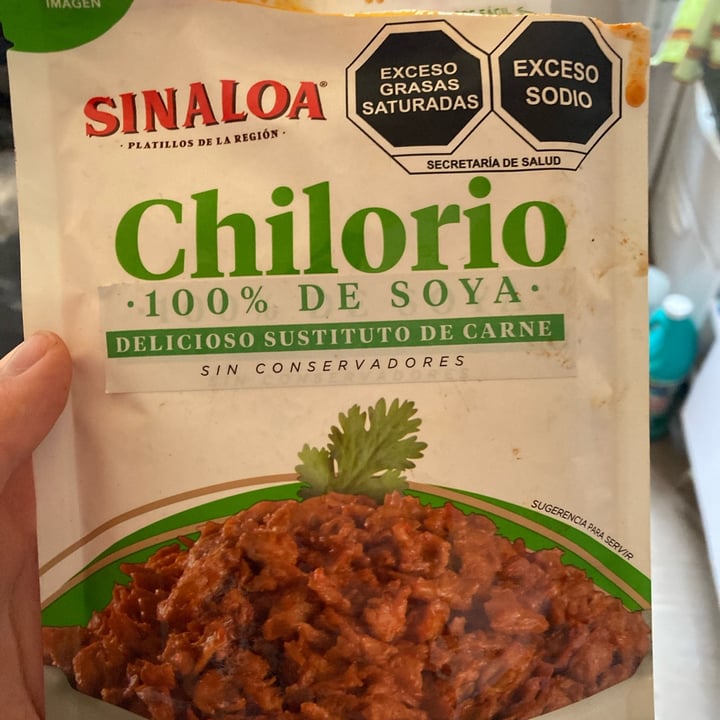 IMAGEN
SINALOA®
· PLATILLOS DE LA REGIÓN ·
EXCESO
GRASAS
SATURADAS
EXCESO
SODIO
SECRETARÍA DE SALUD
Chilorio
·100% DE SOYA·
DELICIOSO SUSTITUTO DE CARNE
SIN CONSERVADORES
SUGERENCIA PARA SERVIR